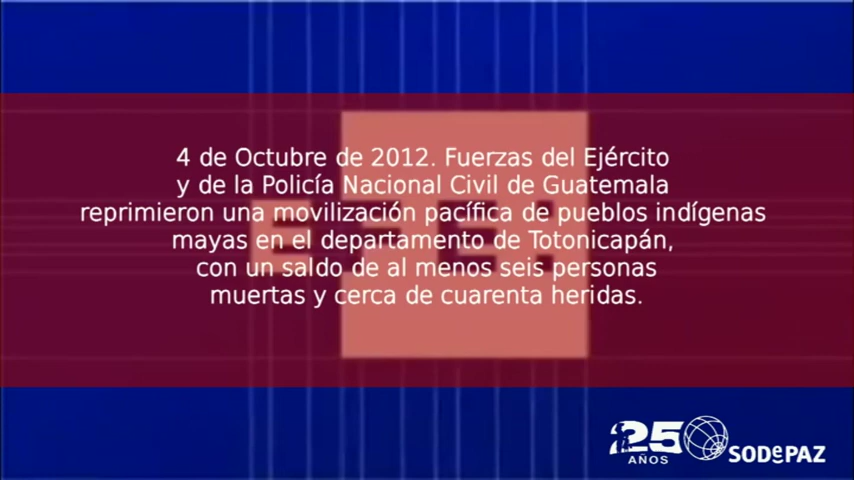 4 de Octubre de 2012. Fuerzas del Ejército
y de la Policía Nacional Civil de Guatemala
reprimieron una movilización pacífica de pueblos indígenas
mayas en el departamento de Totonicapán,
con un saldo de al menos seis personas
muertas y cerca de cuarenta heridas.
25
AÑOS
SODePAZ